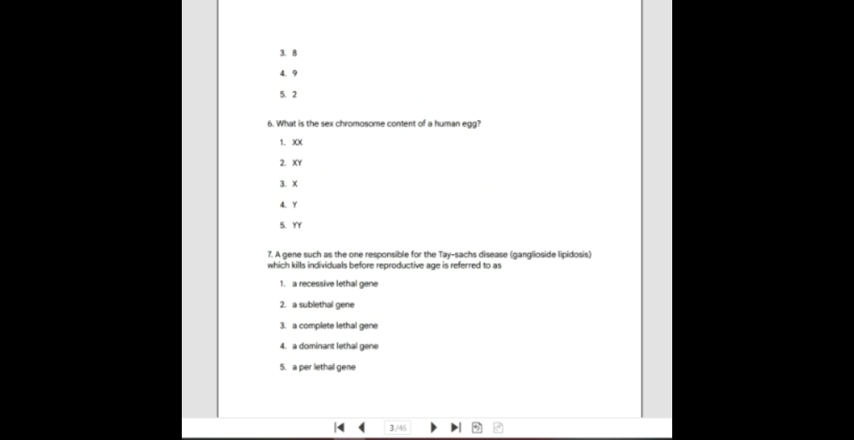 3. 8
4. 9
5. 2
6. What is the sex chromosome content of a human egg?
1. XX
2. XY
3. X
4. Y
5. YY
7. A gene such as the one responsible for the Tay-sachs disease (ganglioside lipidosis)
which kills individuals before reproductive age is referred to as
1. a recessive lethal gene
2. a sublethal gene
3. a complete lethal gene
4. a dominant lethal gene
5. a per lethal gene
3 /46